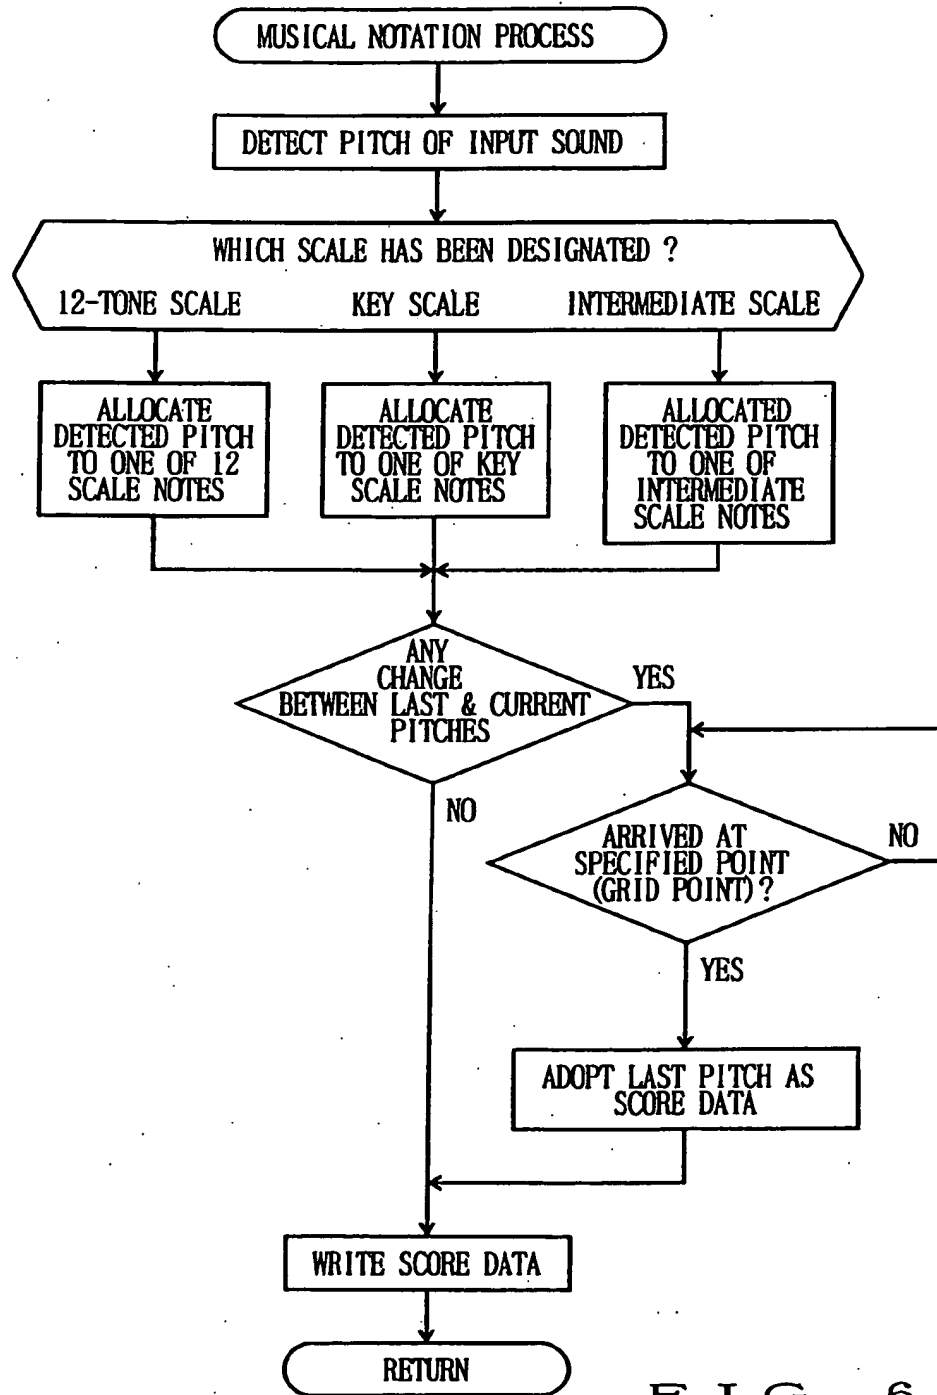 MUSICAL NOTATION PROCESS
DETECT PITCH OF INPUT SOUND
WHICH SCALE HAS BEEN DESIGNATED ?
12-TONE SCALE
KEY SCALE
INTERMEDIATE SCALE
ALLOCATE
DETECTED PITCH
TO ONE OF 12
SCALE NOTES
ALLOCATE
DETECTED PITCH
TO ONE OF KEY
SCALE NOTES
ALLOCATED
DETECTED PITCH
TO ONE OF
INTERMEDIATE
SCALE NOTES
ANY
CHANGE
BETWEEN LAST & CURRENT
PITCHES
YES
NO
ARRIVED AT
SPECIFIED POINT
(GRID POINT)?
NO
YES
ADOPT LAST PITCH AS
SCORE DATA
WRITE SCORE DATA
RETURN
FIG. 6